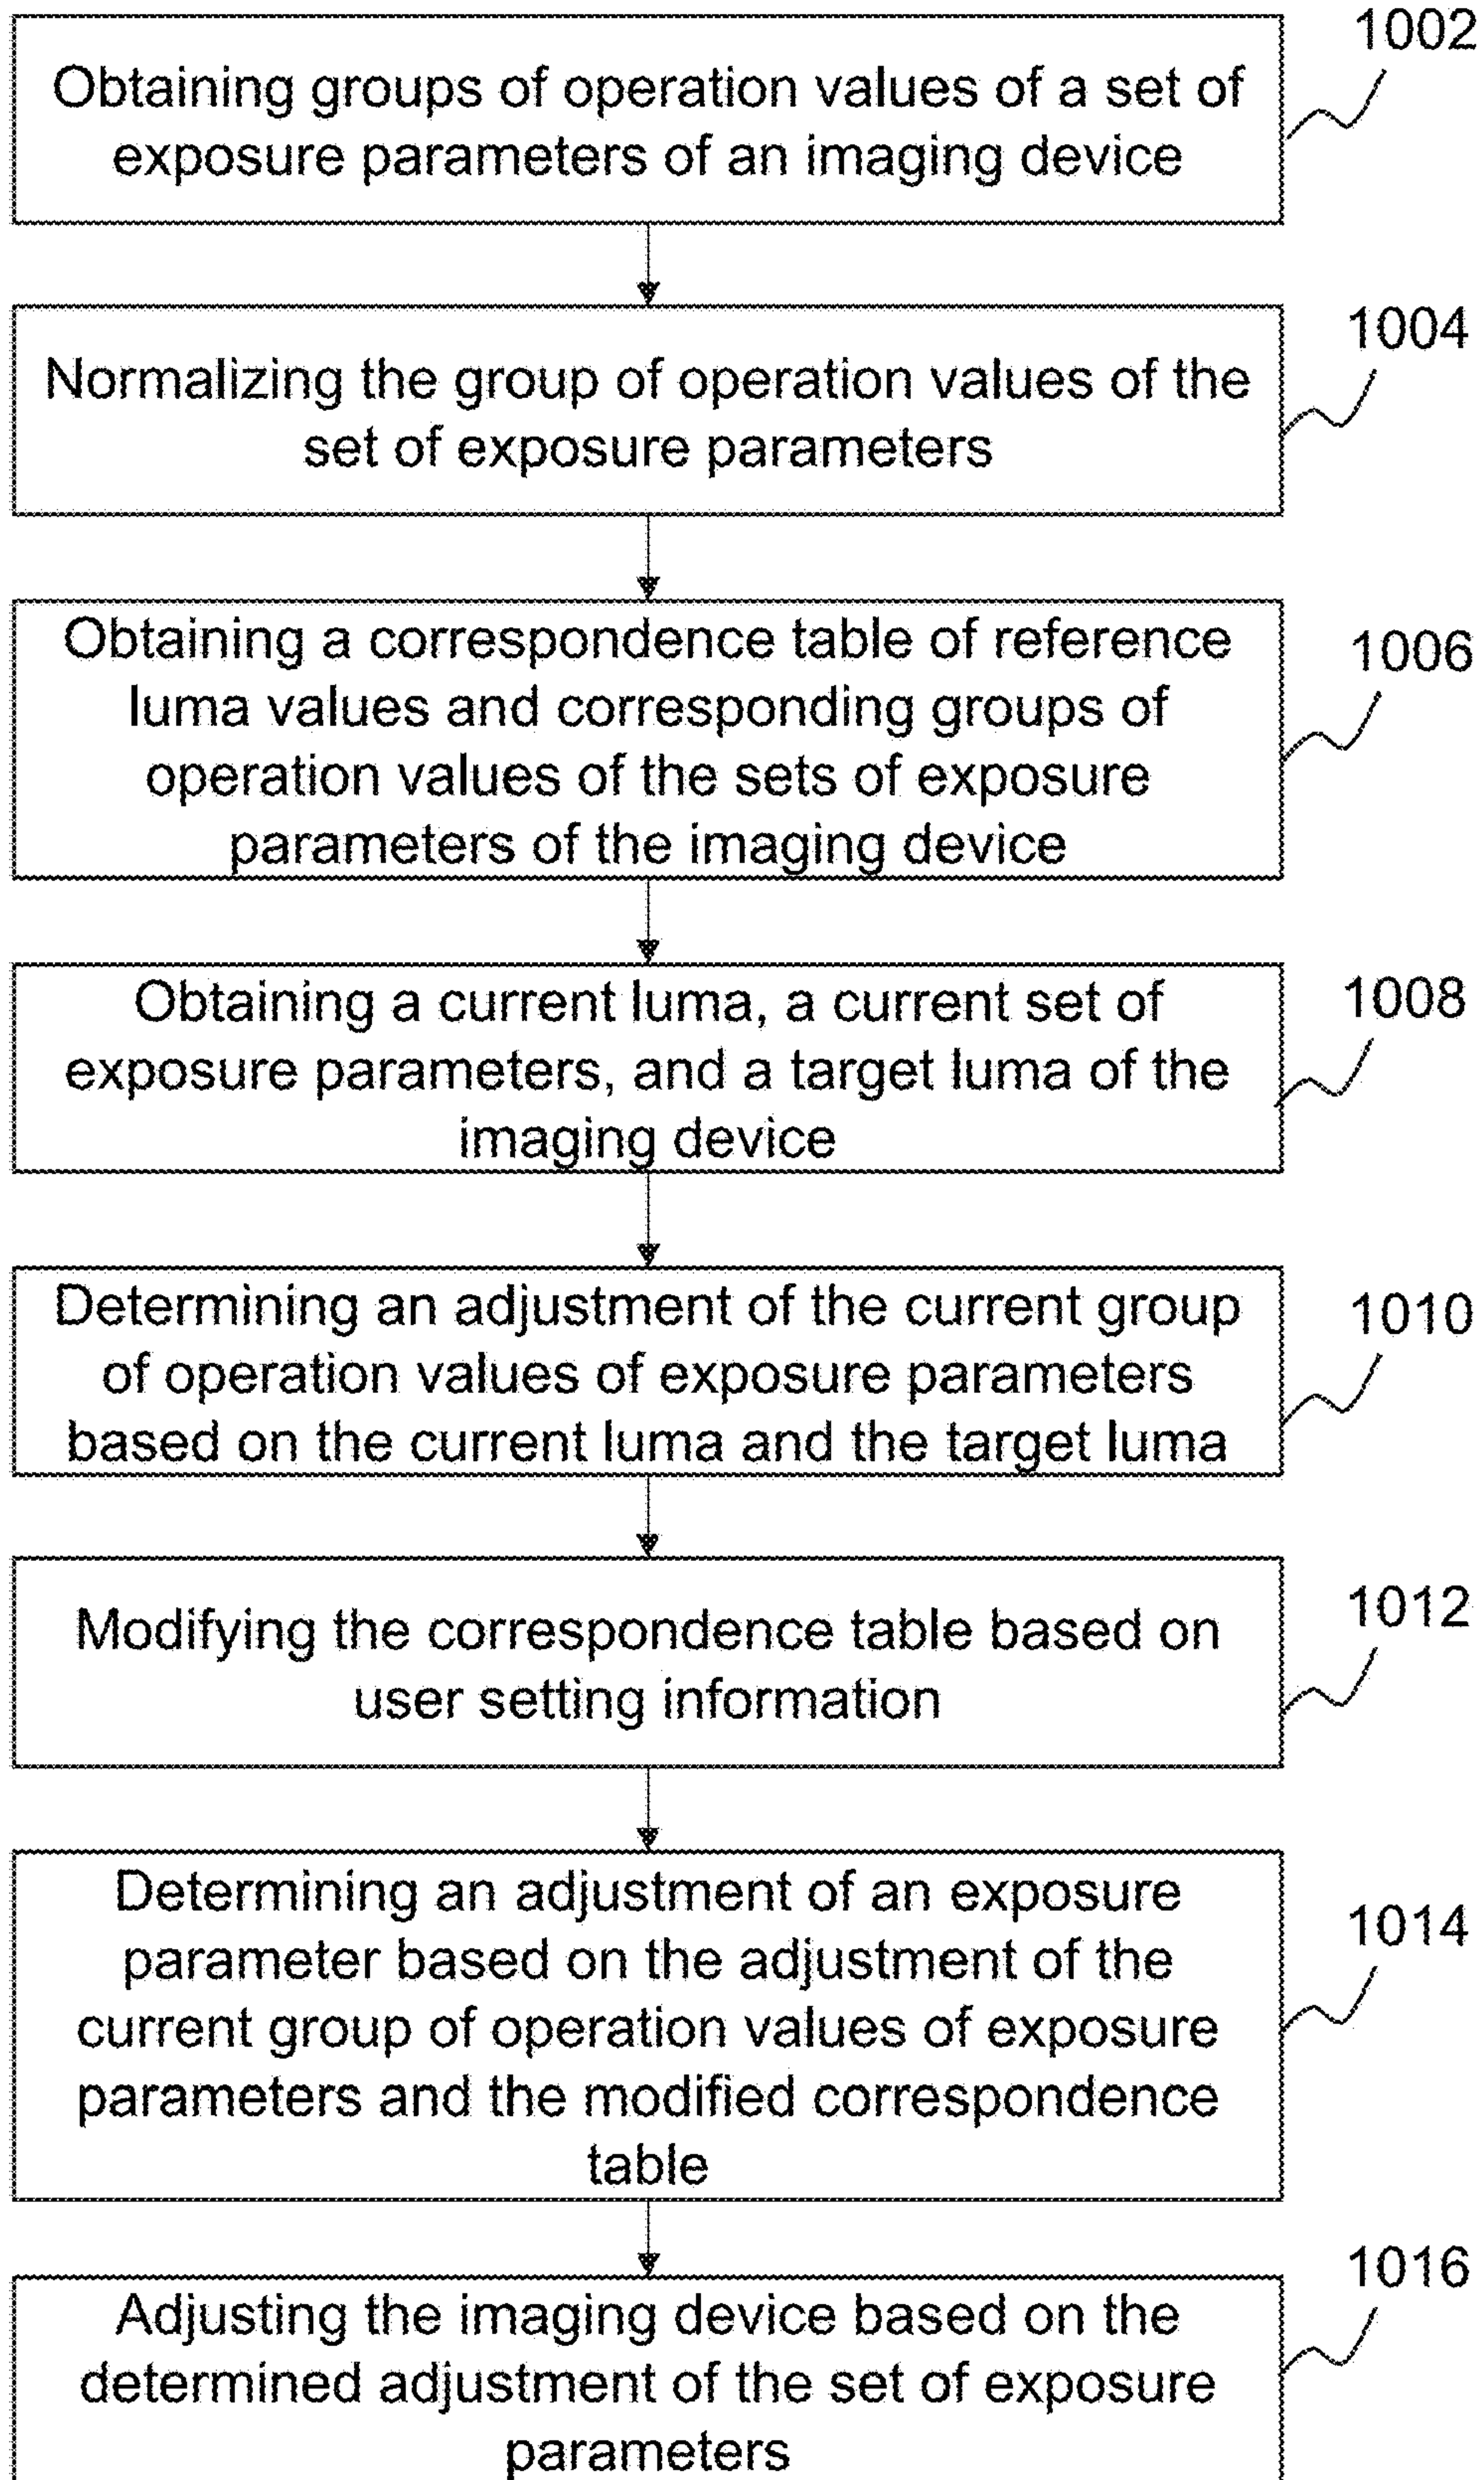 1002
Obtaining groups of operation values of a set of
exposure parameters of an imaging device
1004
Normalizing the group of operation values of the
set of exposure parameters
Obtaining a correspondence table of reference
1006
luma values and corresponding groups of
operation values of the sets of exposure
parameters of the imaging device
1008
Obtaining a current luma, a current set of
exposure parameters, and a target luma of the
imaging device
1010
Determining an adjustment of the current group
of operation values of exposure parameters
based on the current luma and the target luma
1012
Modifying the correspondence table based on
user setting information
Determining an adjustment of an exposure
1014
parameter based on the adjustment of the
current group of operation values of exposure
parameters and the modified correspondence
table
1016
Adjusting the imaging device based on the
determined adjustment of the set of exposure
parameters